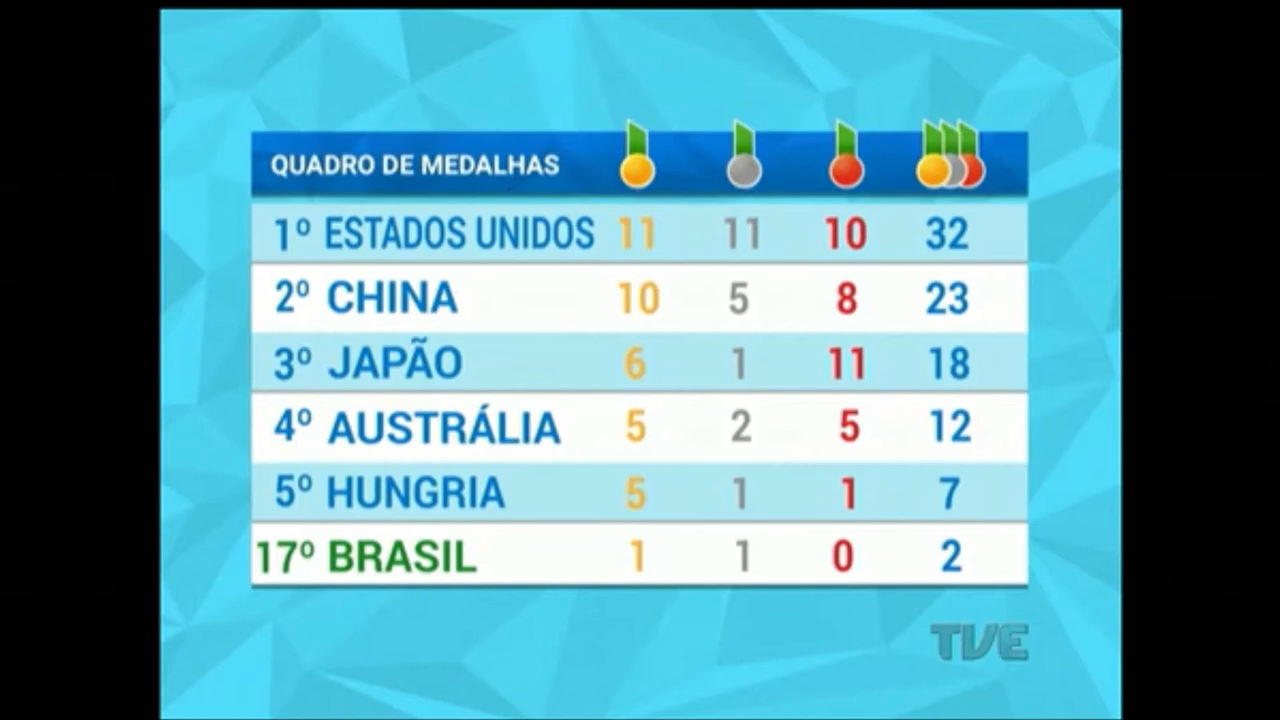 QUADRO DE MEDALHAS
1º ESTADOS UNIDOS 11 11 10 32
2º CHINA 10 5 8 23
3º JAPÃO 6 1 11 18
4º AUSTRÁLIA 5 2 5 12
5º HUNGRIA 5 1 1 7
17º BRASIL 1 1 0 2
TVE